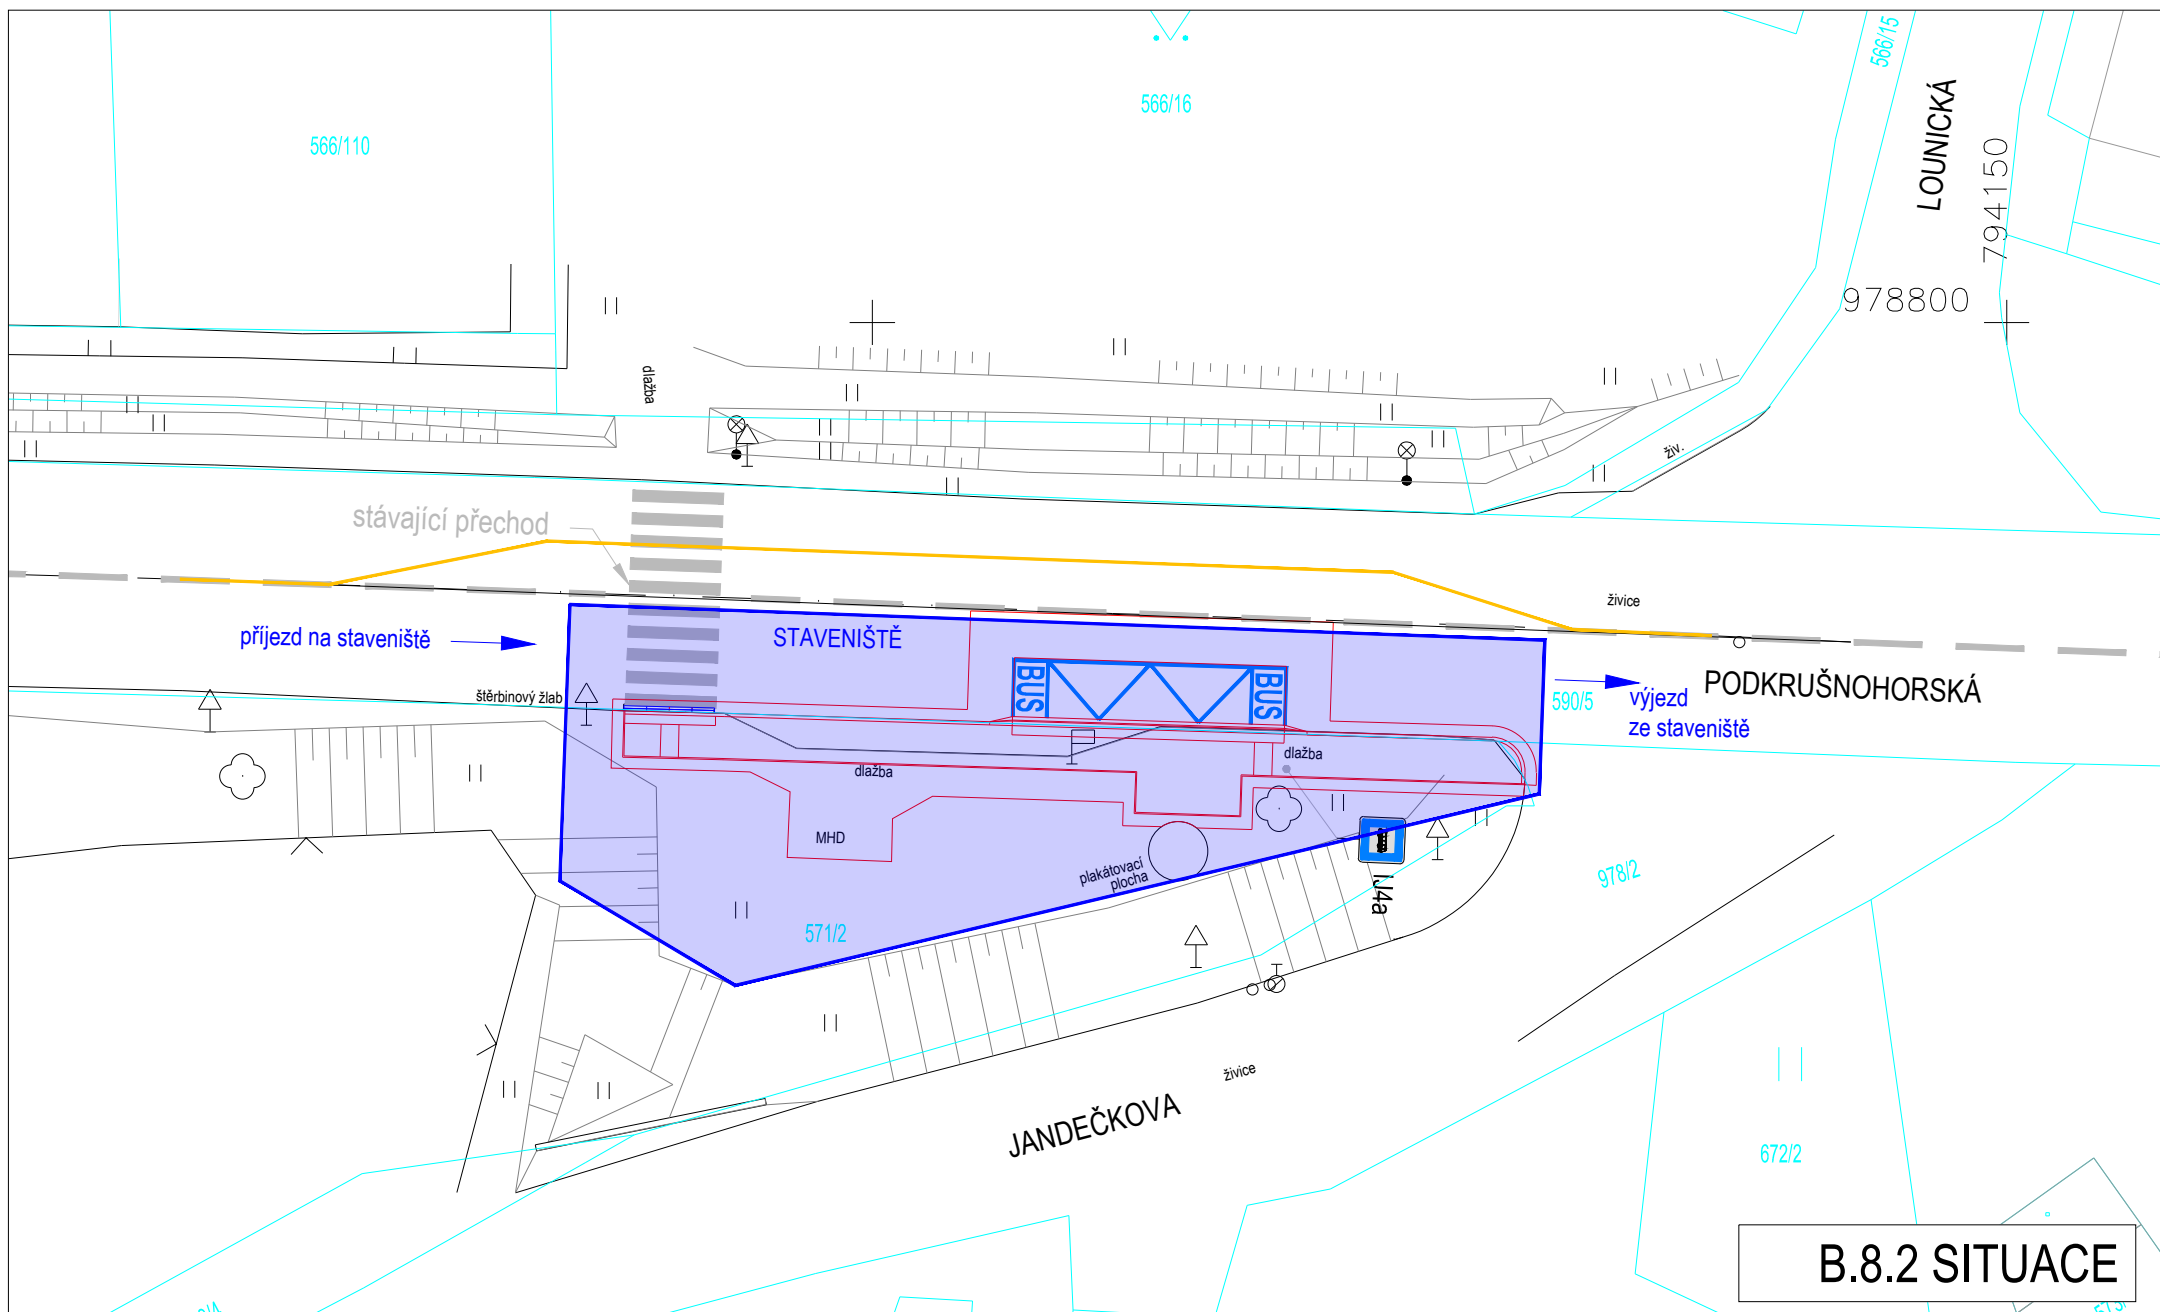 566/15
566/16
566/110
LOUNICKÁ
794150
978800
dlažba
živ.
stávající přechod
živice
příjezd na staveniště
STAVENIŠTĚ
PODKRUŠNOHORSKÁ
590/5
výjezd
ze staveniště
štěrbinový žlab
BUS
BUS
dlažba
dlažba
MHD
plakátovací
plocha
IJ4a
978/2
571/2
živice
JANDEČKOVA
672/2
B.8.2 SITUACE